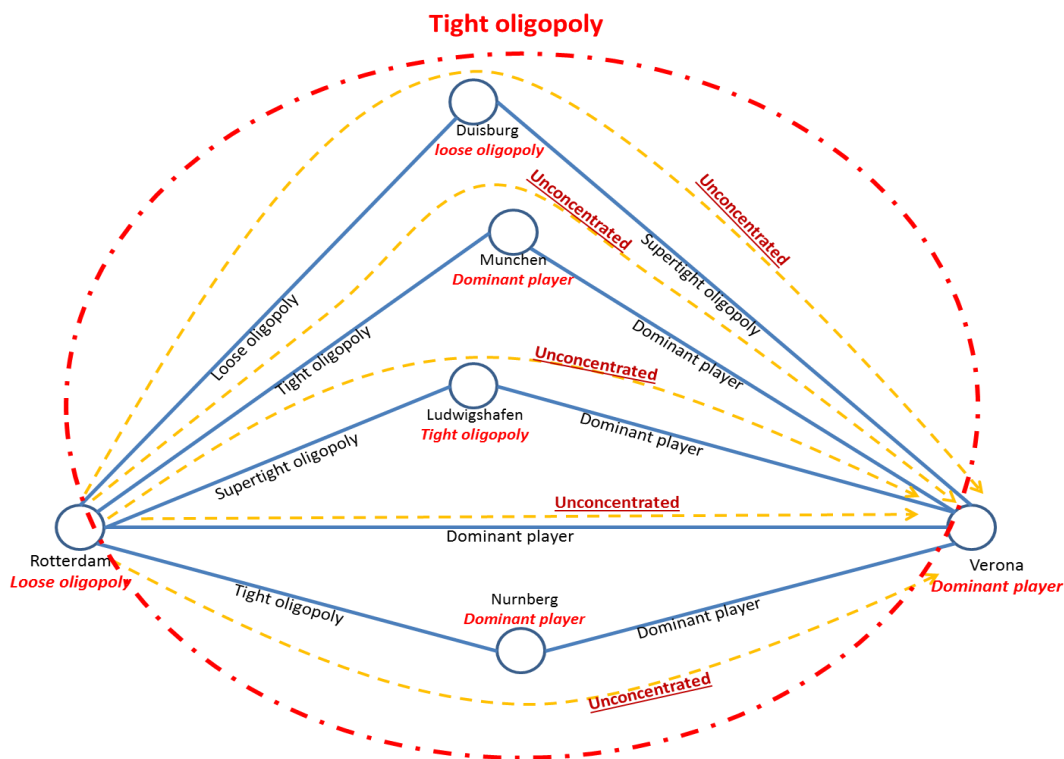 Tight oligopoly
Duisburg
loose oligopoly
Unconcentrated
Unconcentrated
Munchen
Dominant player
Supertight oligopoly
Loose oligopoly
Tight oligopoly
Dominant player
Unconcentrated
Ludwigshafen
Tight oligopoly
Dominant player
Supertight oligopoly
Unconcentrated
Dominant player
Rotterdam
Loose oligopoly
Verona
Dominant player
Tight oligopoly
Nurnberg
Dominant player
Dominant player
Unconcentrated